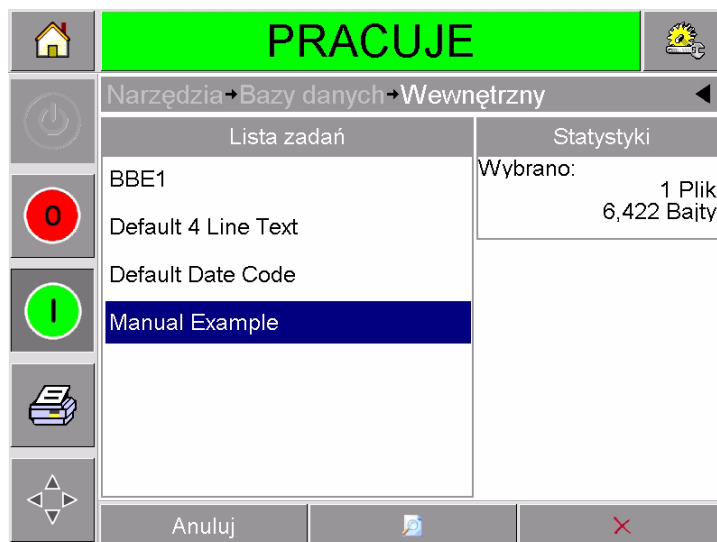 PRACUJE
Narzędzia→Bazy danych→Wewnętrzny
Lista zadań
Statystyki
BBE1
Default 4 Line Text
Default Date Code
Manual Example
Wybrano:
1 Plik
6,422 Bajty
0
I
Anuluj